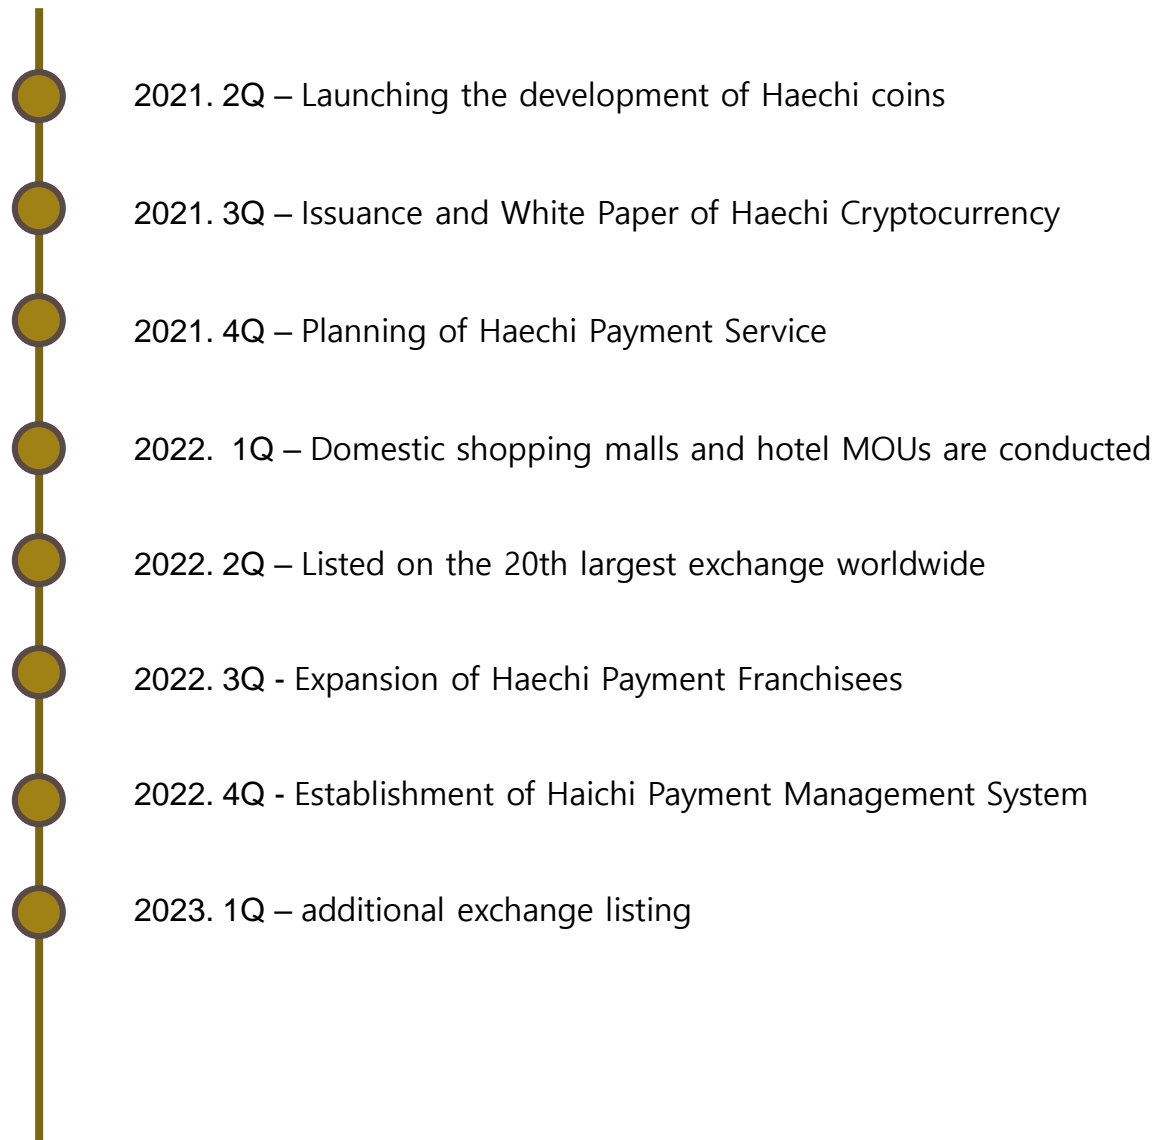 2021. 2Q – Launching the development of Haechi coins
2021. 3Q – Issuance and White Paper of Haechi Cryptocurrency
2021. 4Q – Planning of Haechi Payment Service
2022.  1Q – Domestic shopping malls and hotel MOUs are conducted
2022. 2Q – Listed on the 20th largest exchange worldwide
2022. 3Q - Expansion of Haechi Payment Franchisees
2022. 4Q - Establishment of Haichi Payment Management System
2023. 1Q – additional exchange listing